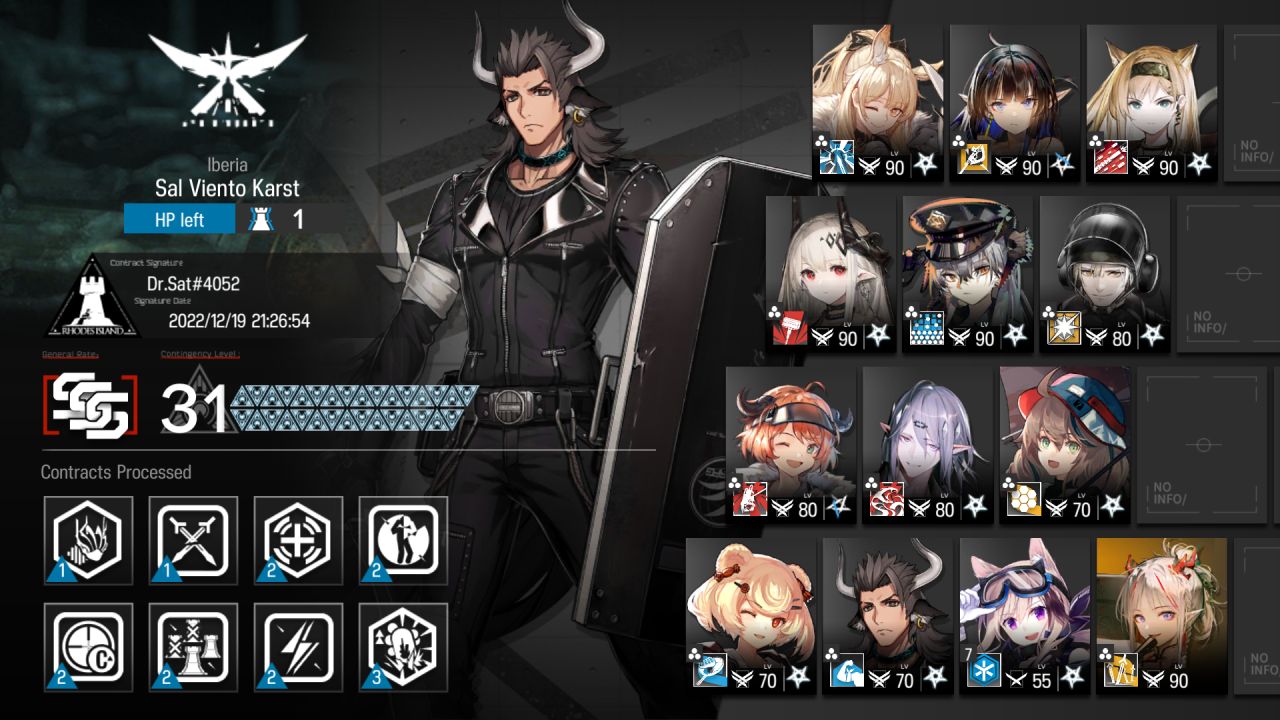 Iberia
Sal Viento Karst
HP left 1
Contract Signature
Dr.Sat#4052
Signature Date
2022/12/19 21:26:54
RHODES ISLAND
General Rate:
Contingency Level:
31
Contracts Processed
1
1
2
2
2
2
2
3
LV
90
LV
90
LV
90
NO
INFO/
LV
90
LV
90
LV
80
NO
INFO/
LV
80
LV
80
LV
70
NO
INFO/
LV
70
LV
70
7
LV
55
LV
90
NO
INFO